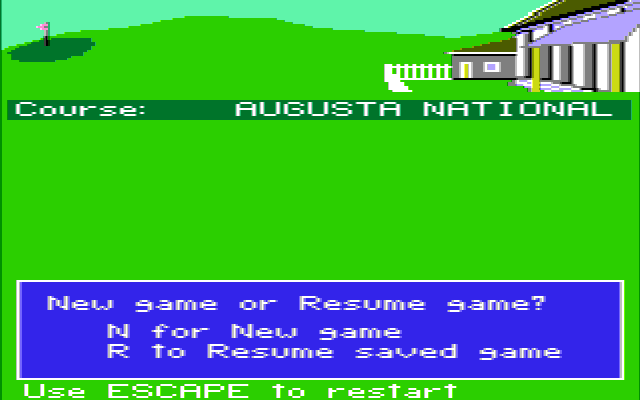 Course: AUGUSTA NATIONAL
New game or Resume game?
N for New game
R to Resume saved game
Use ESCAPE to restart